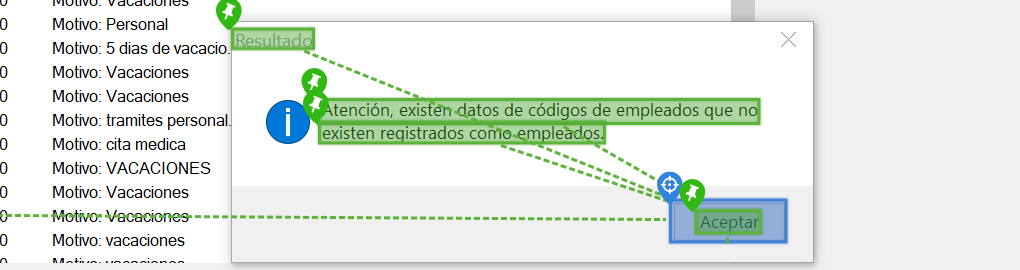 0 Motivo: Vacaciones
0 Motivo: Personal
Resultado
0 Motivo: 5 dias de vacacio.
0 Motivo: Vacaciones
0 Motivo: Vacaciones
Atención, existen datos de códigos de empleados que no
0 Motivo: tramites personal.
existen registrados como empleados.
0 Motivo: cita medica
0 Motivo: VACACIONES
0 Motivo: Vacaciones
0 Motivo: Vacaciones
Aceptar
0 Motivo: vacaciones
0 Motivo: vacaciones